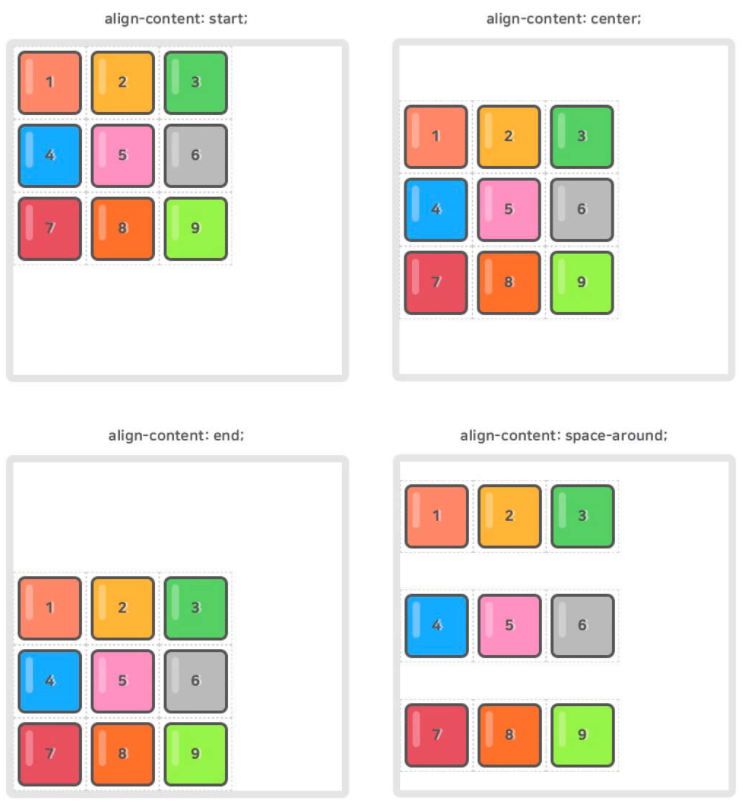 align-content: start;
1 2 3
4 5 6
7 8 9
align-content: center;
1 2 3
4 5 6
7 8 9
align-content: end;
1 2 3
4 5 6
7 8 9
align-content: space-around;
1 2 3
4 5 6
7 8 9